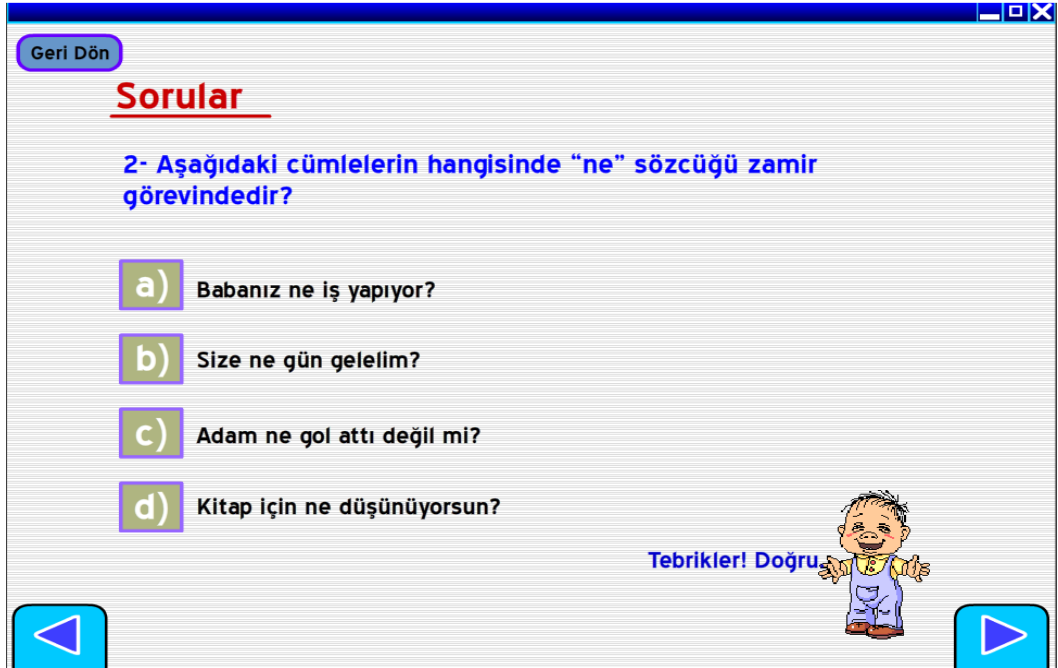 Geri Dön
Sorular
2- Aşağıdaki cümlelerin hangisinde “ne” sözcüğü zamir
görevindedir?
a) Babanız ne iş yapıyor?
b) Size ne gün gelelim?
c) Adam ne gol attı değil mi?
d) Kitap için ne düşünüyorsun?
Tebrikler! Doğru